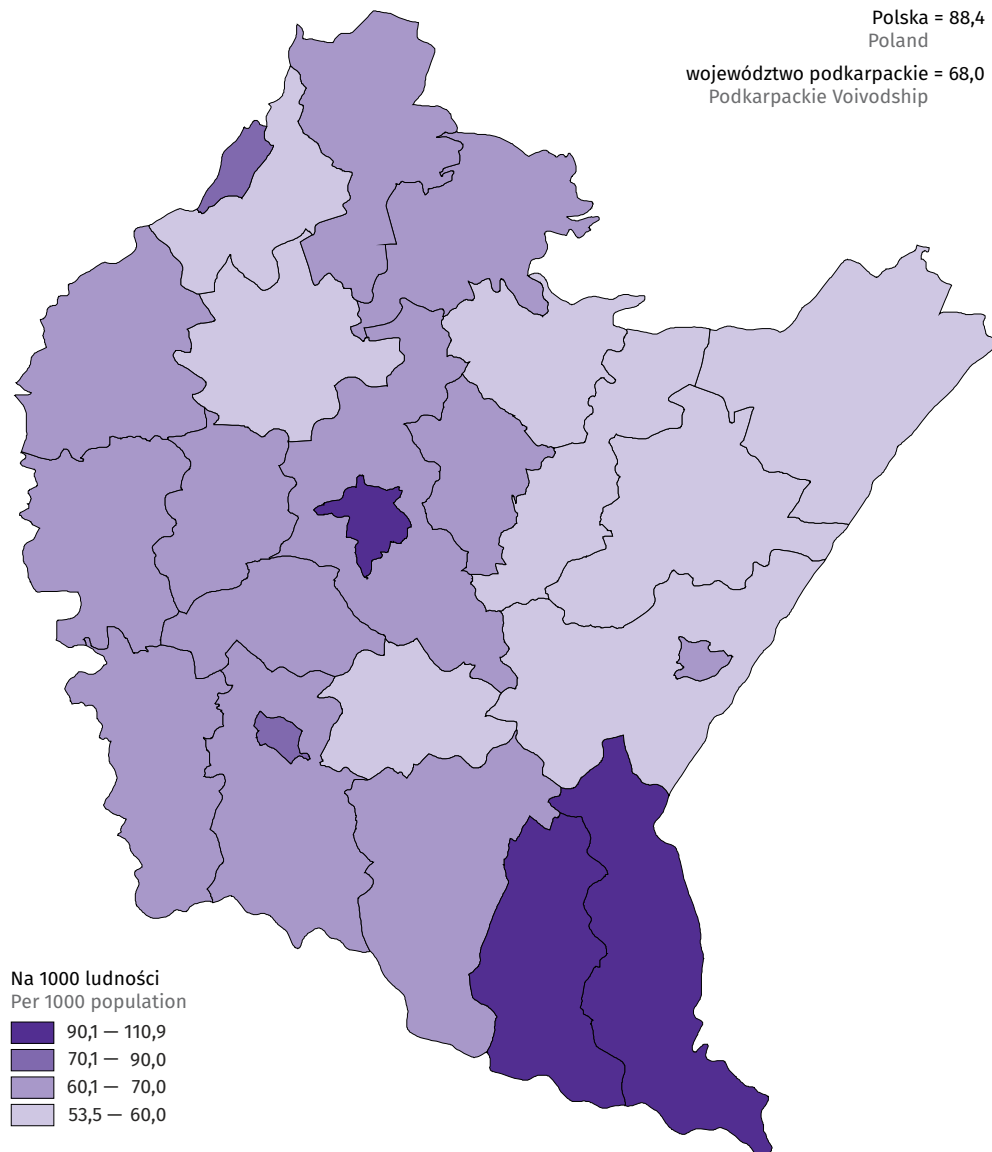 Polska = 88,4
Poland
województwo podkarpackie = 68,0
Podkarpackie Voivodship
Na 1000 ludności
Per 1000 population
90,1 — 110,9
70,1 — 90,0
60,1 — 70,0
53,5 — 60,0